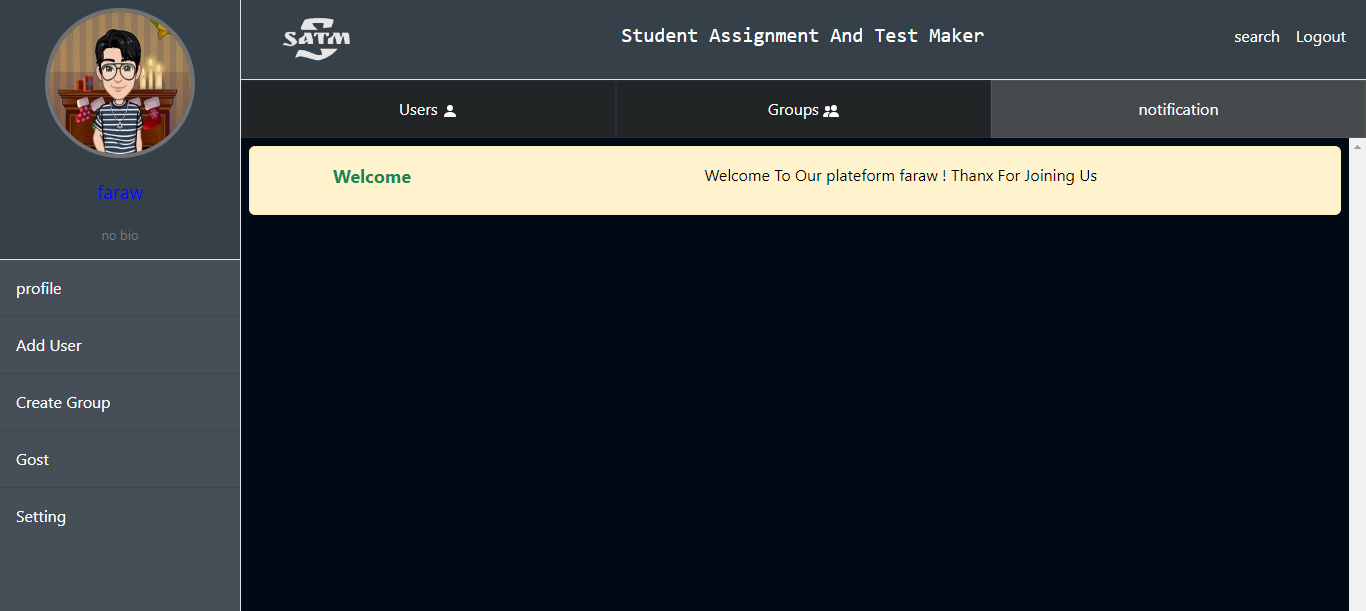 SATM
Student Assignment And Test Maker
search Logout
Users
Groups
notification
faraw
no bio
profile
Add User
Create Group
Gost
Setting
Welcome
Welcome To Our plateform faraw ! Thanx For Joining Us